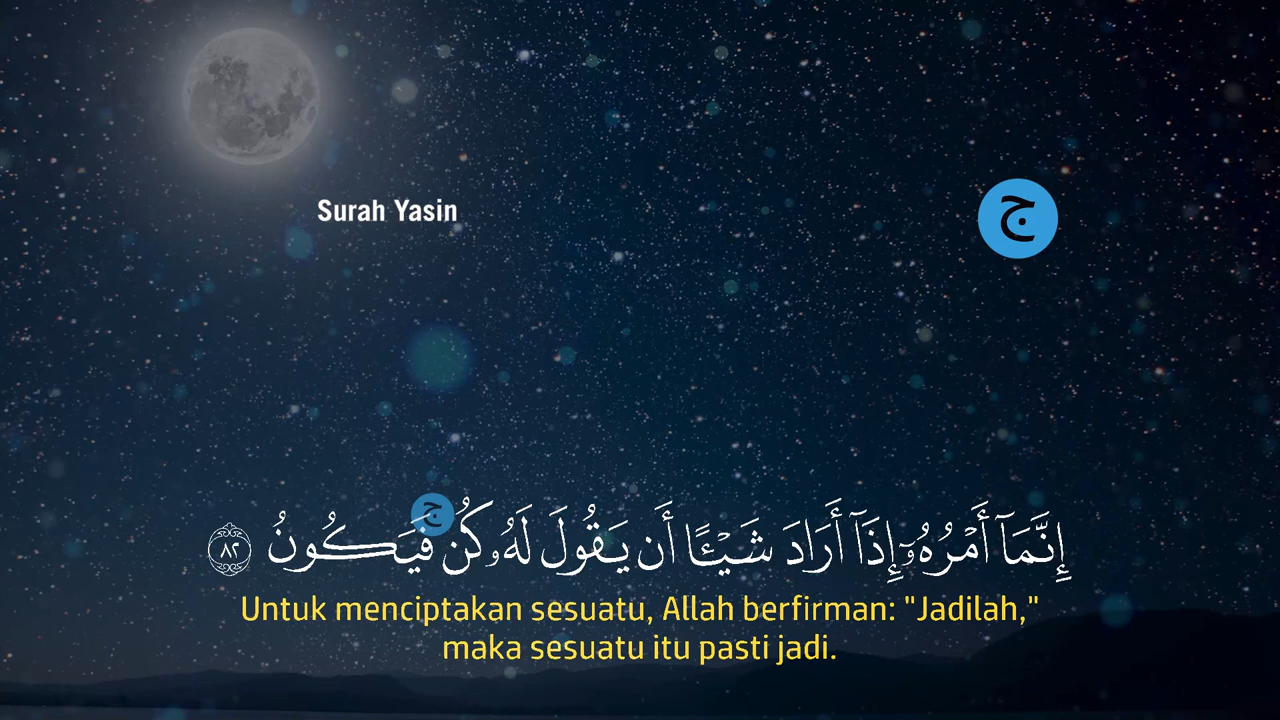 Surah Yasin
ج
ج
إِنَّمَآ أَمْرُهُۥٓ إِذَآ أَرَادَ شَيْـًٔا أَن يَقُولَ لَهُۥ كُن فَيَكُونُ ٨٢
Untuk menciptakan sesuatu, Allah berfirman: "Jadilah,"
maka sesuatu itu pasti jadi.